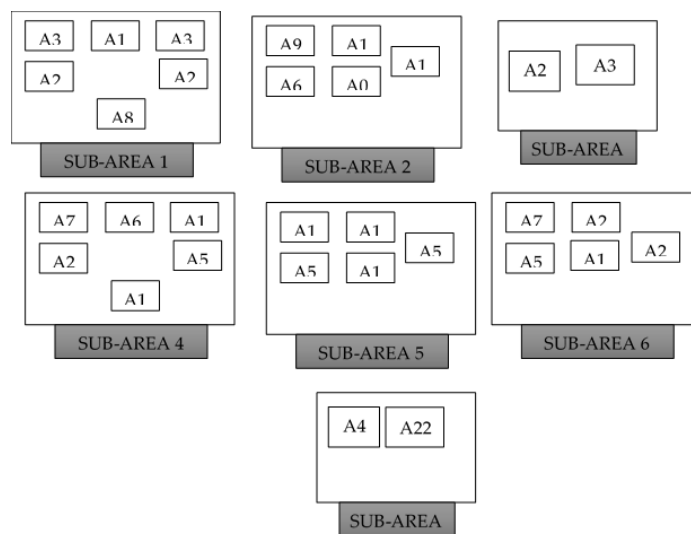 A3 A1 A3
A2 A2
A8
SUB-AREA 1
A9 A1
A1
A6 A0
SUB-AREA 2
A2 A3
SUB-AREA
A7 A6 A1
A2 A5
A1
SUB-AREA 4
A1 A1
A5
A5 A1
SUB-AREA 5
A7 A2
A2
A5 A1
SUB-AREA 6
A4 A22
SUB-AREA